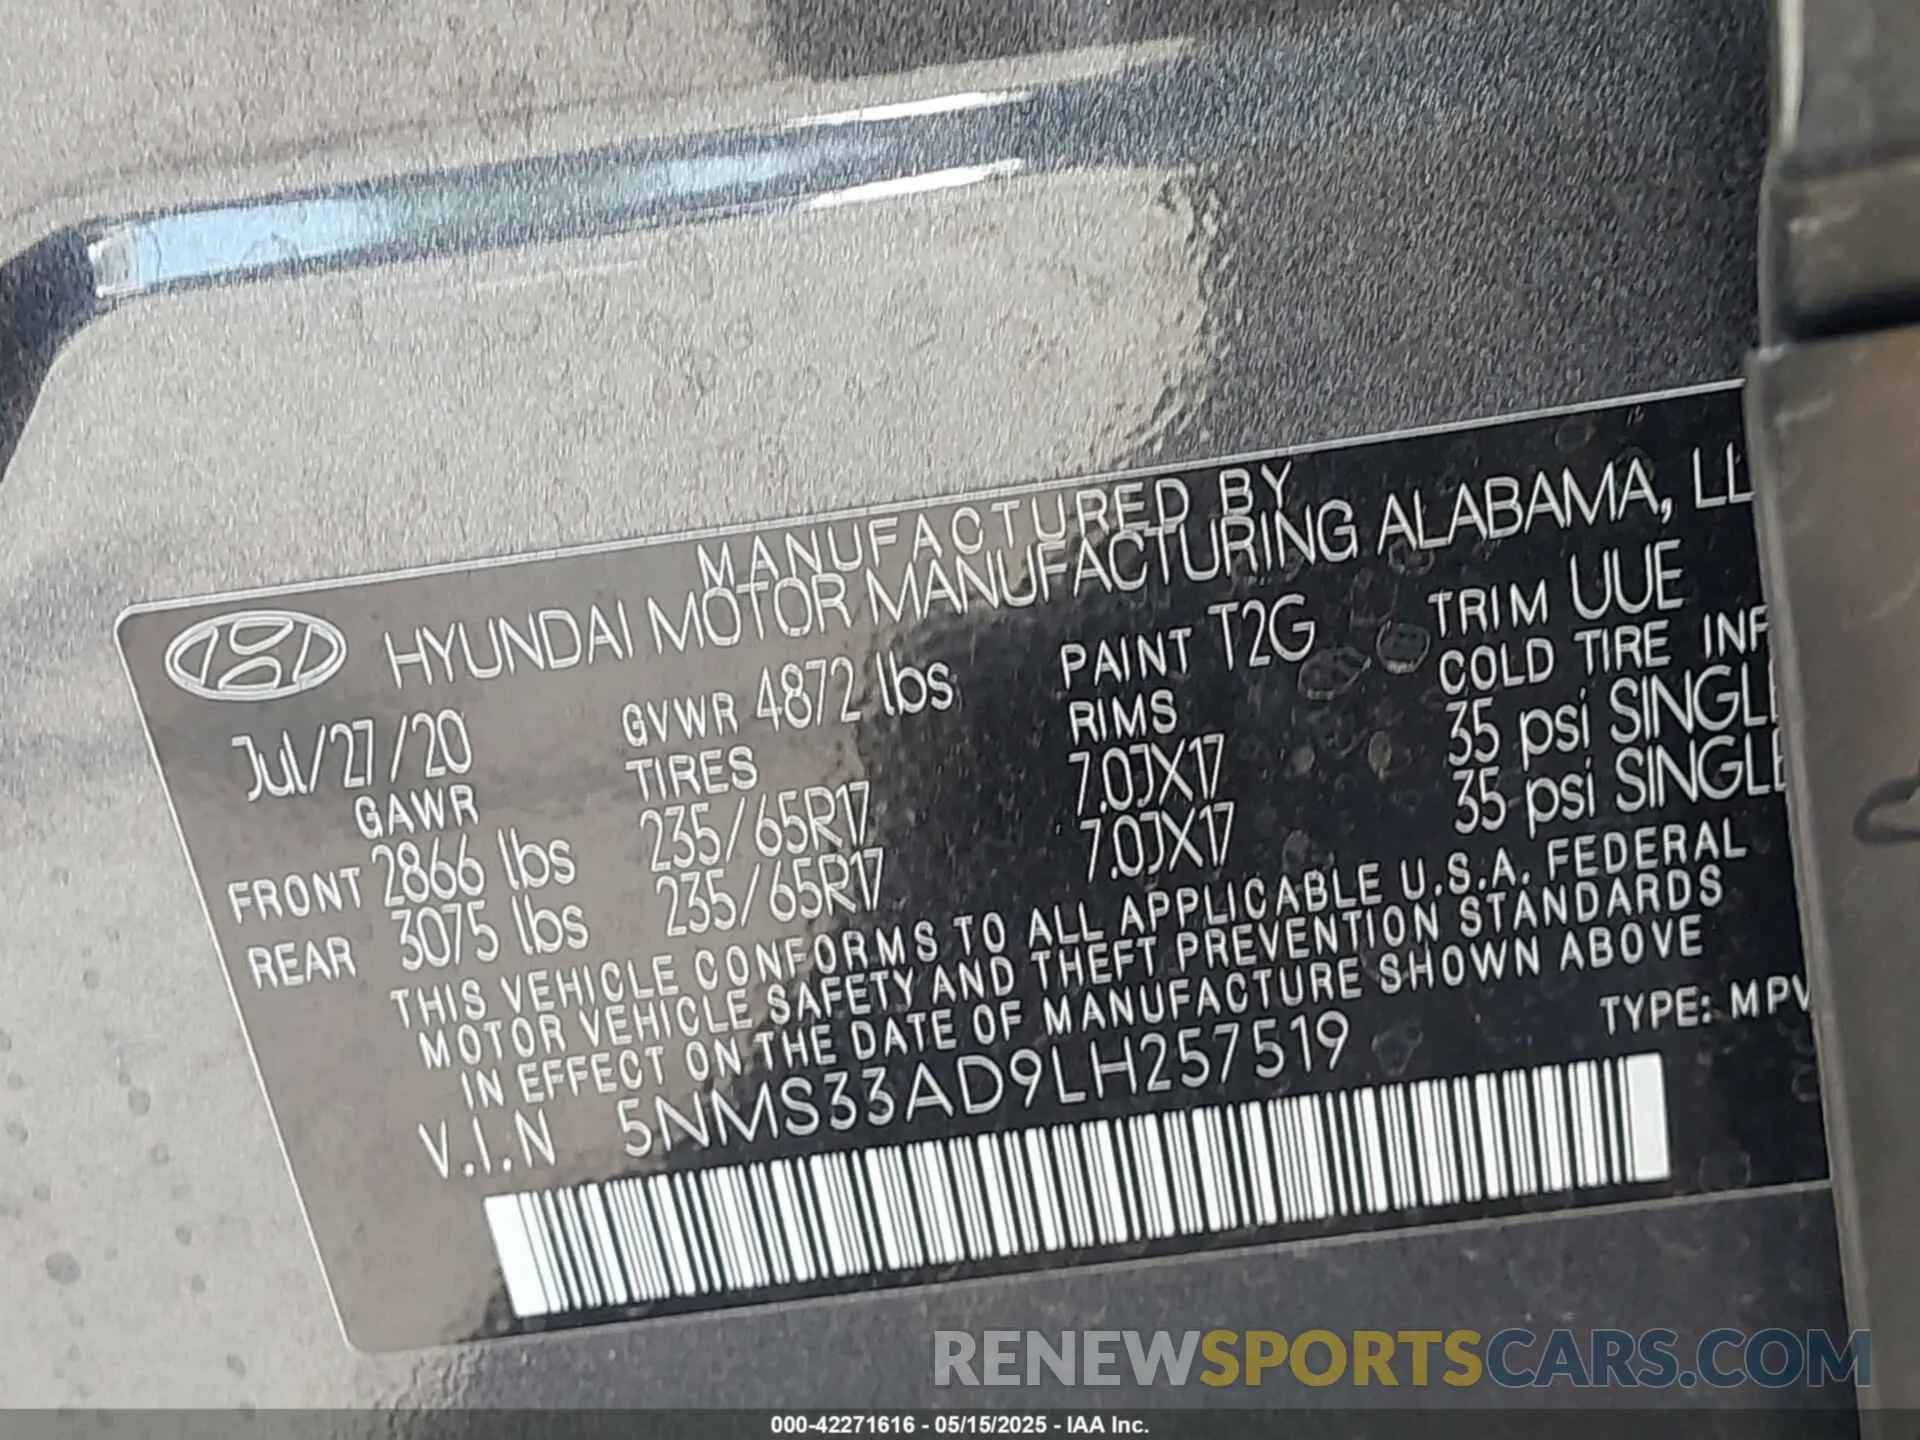 MANUFACTURED BY
HYUNDAI MOTOR MANUFACTURING ALABAMA, LL
Jul/27/20 GVWR 4872 lbs PAINT T2G TRIM UUE
GAWR TIRES RIMS COLD TIRE INF
FRONT 2866 lbs 235/65R17 7.0JX17 35 psi SINGLE
REAR 3075 lbs 235/65R17 7.0JX17 35 psi SINGLE
THIS VEHICLE CONFORMS TO ALL APPLICABLE U.S.A. FEDERAL
MOTOR VEHICLE SAFETY AND THEFT PREVENTION STANDARDS
IN EFFECT ON THE DATE OF MANUFACTURE SHOWN ABOVE
V.I.N 5NMS33AD9LH257519 TYPE: MPV
RENEWSPORTSCARS.COM
000-42271616 - 05/15/2025 - IAA Inc.